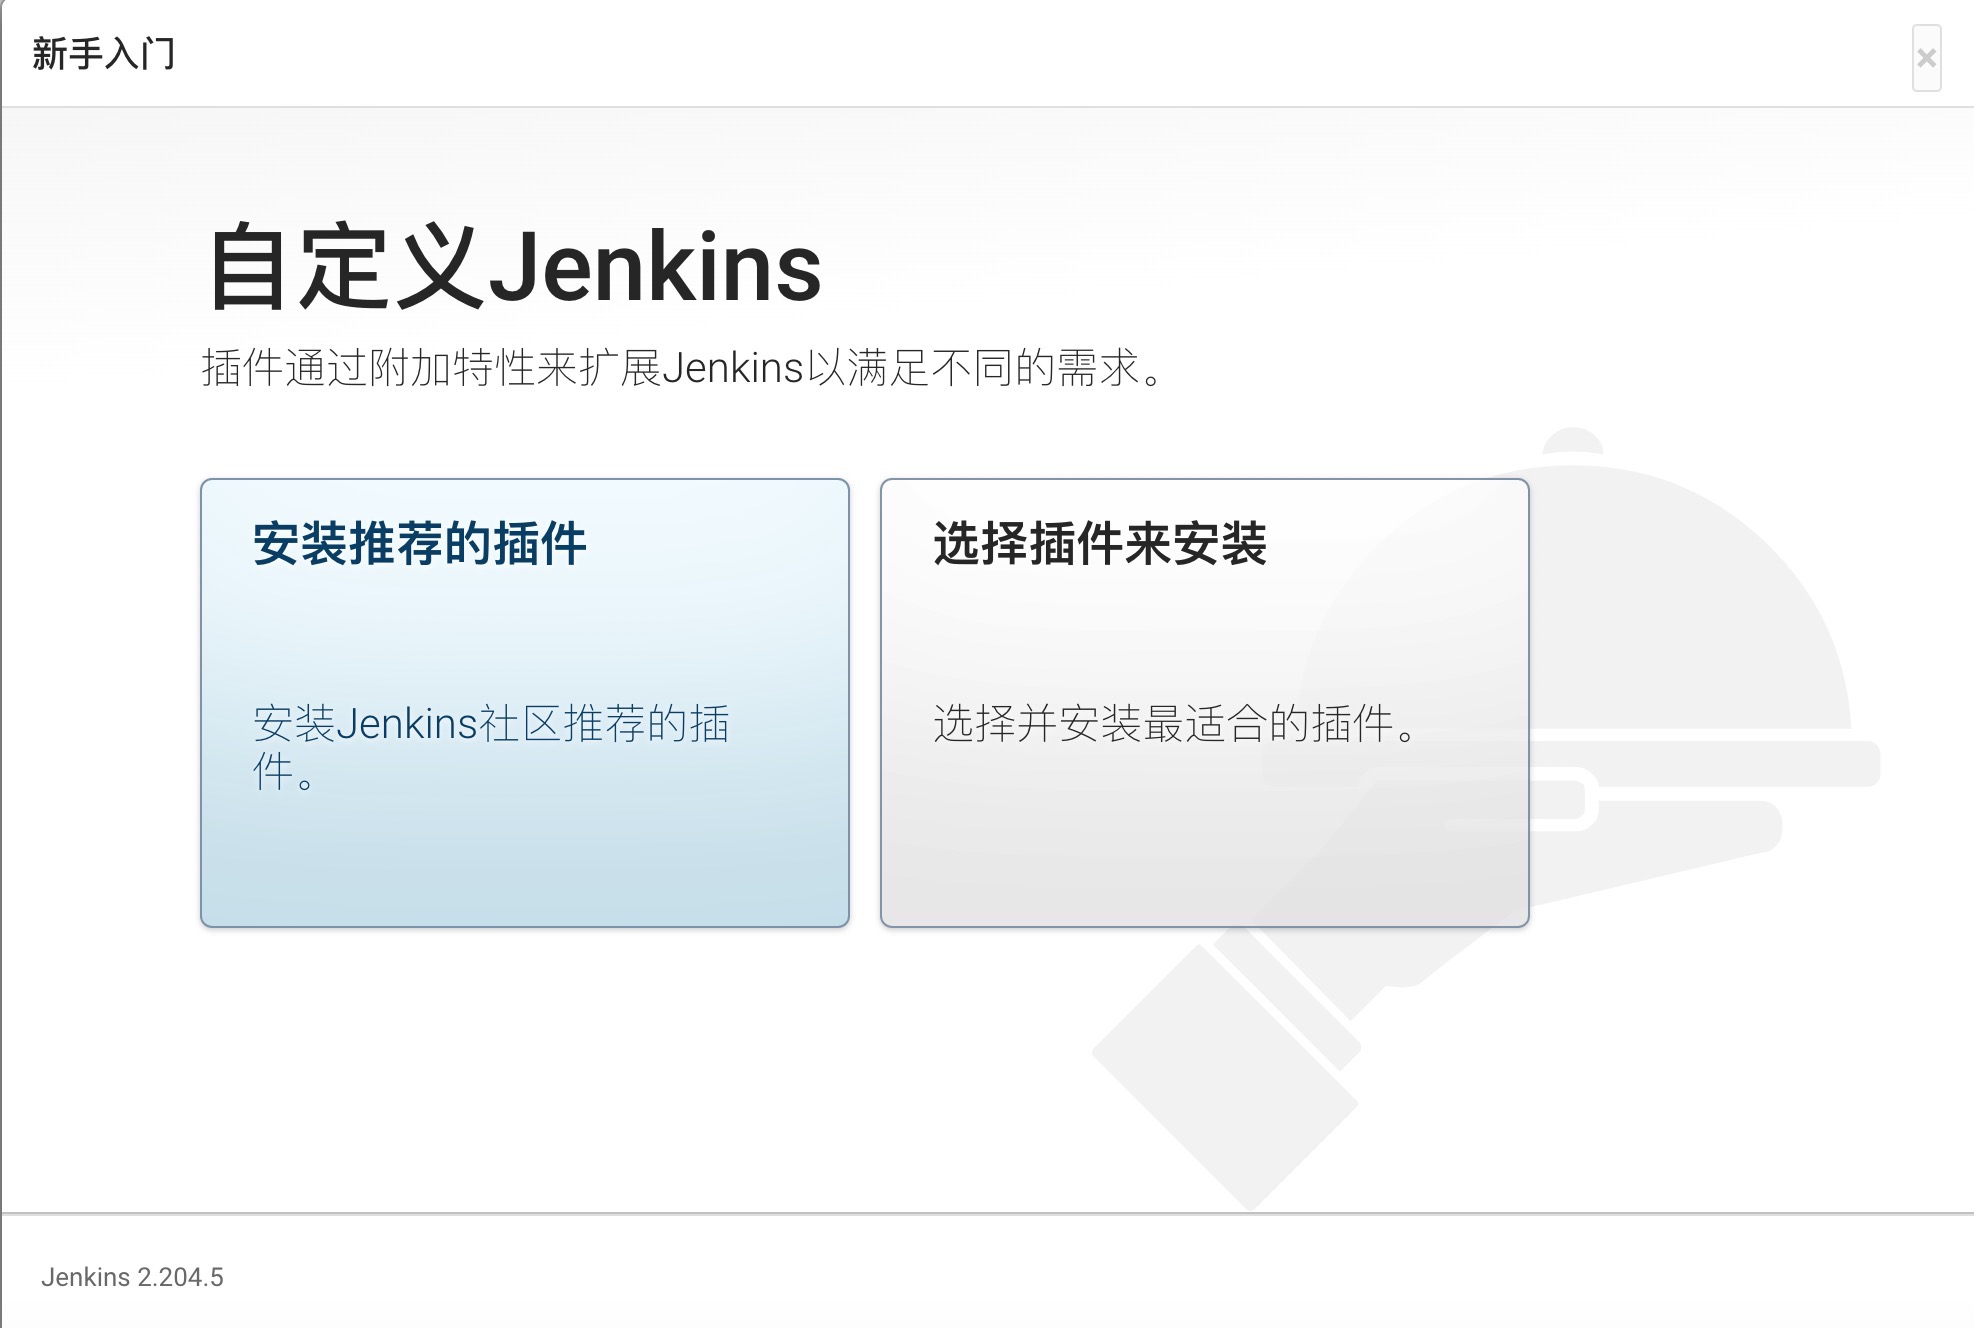 新手入门
×
自定义Jenkins
插件通过附加特性来扩展Jenkins以满足不同的需求。
安装推荐的插件
安装Jenkins社区推荐的插
件。
选择插件来安装
选择并安装最适合的插件。
Jenkins 2.204.5